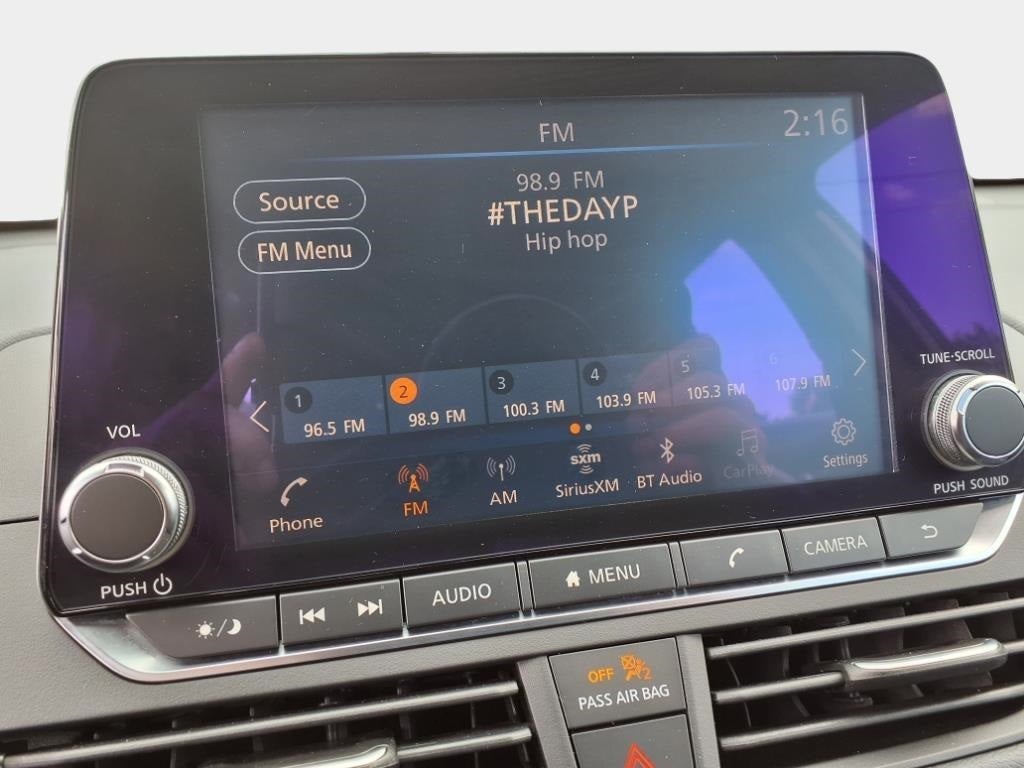 FM
2:16
Source
98.9 FM
#THEDAYP
FM Menu
Hip hop
1 96.5 FM
2 98.9 FM
3 100.3 FM
4 103.9 FM
5 105.3 FM
6 107.9 FM
Phone
FM
AM
sxm
SiriusXM
BT Audio
CarPlay
Settings
VOL
PUSH
TUNE·SCROLL
PUSH SOUND
AUDIO
MENU
CAMERA
OFF 2
PASS AIR BAG